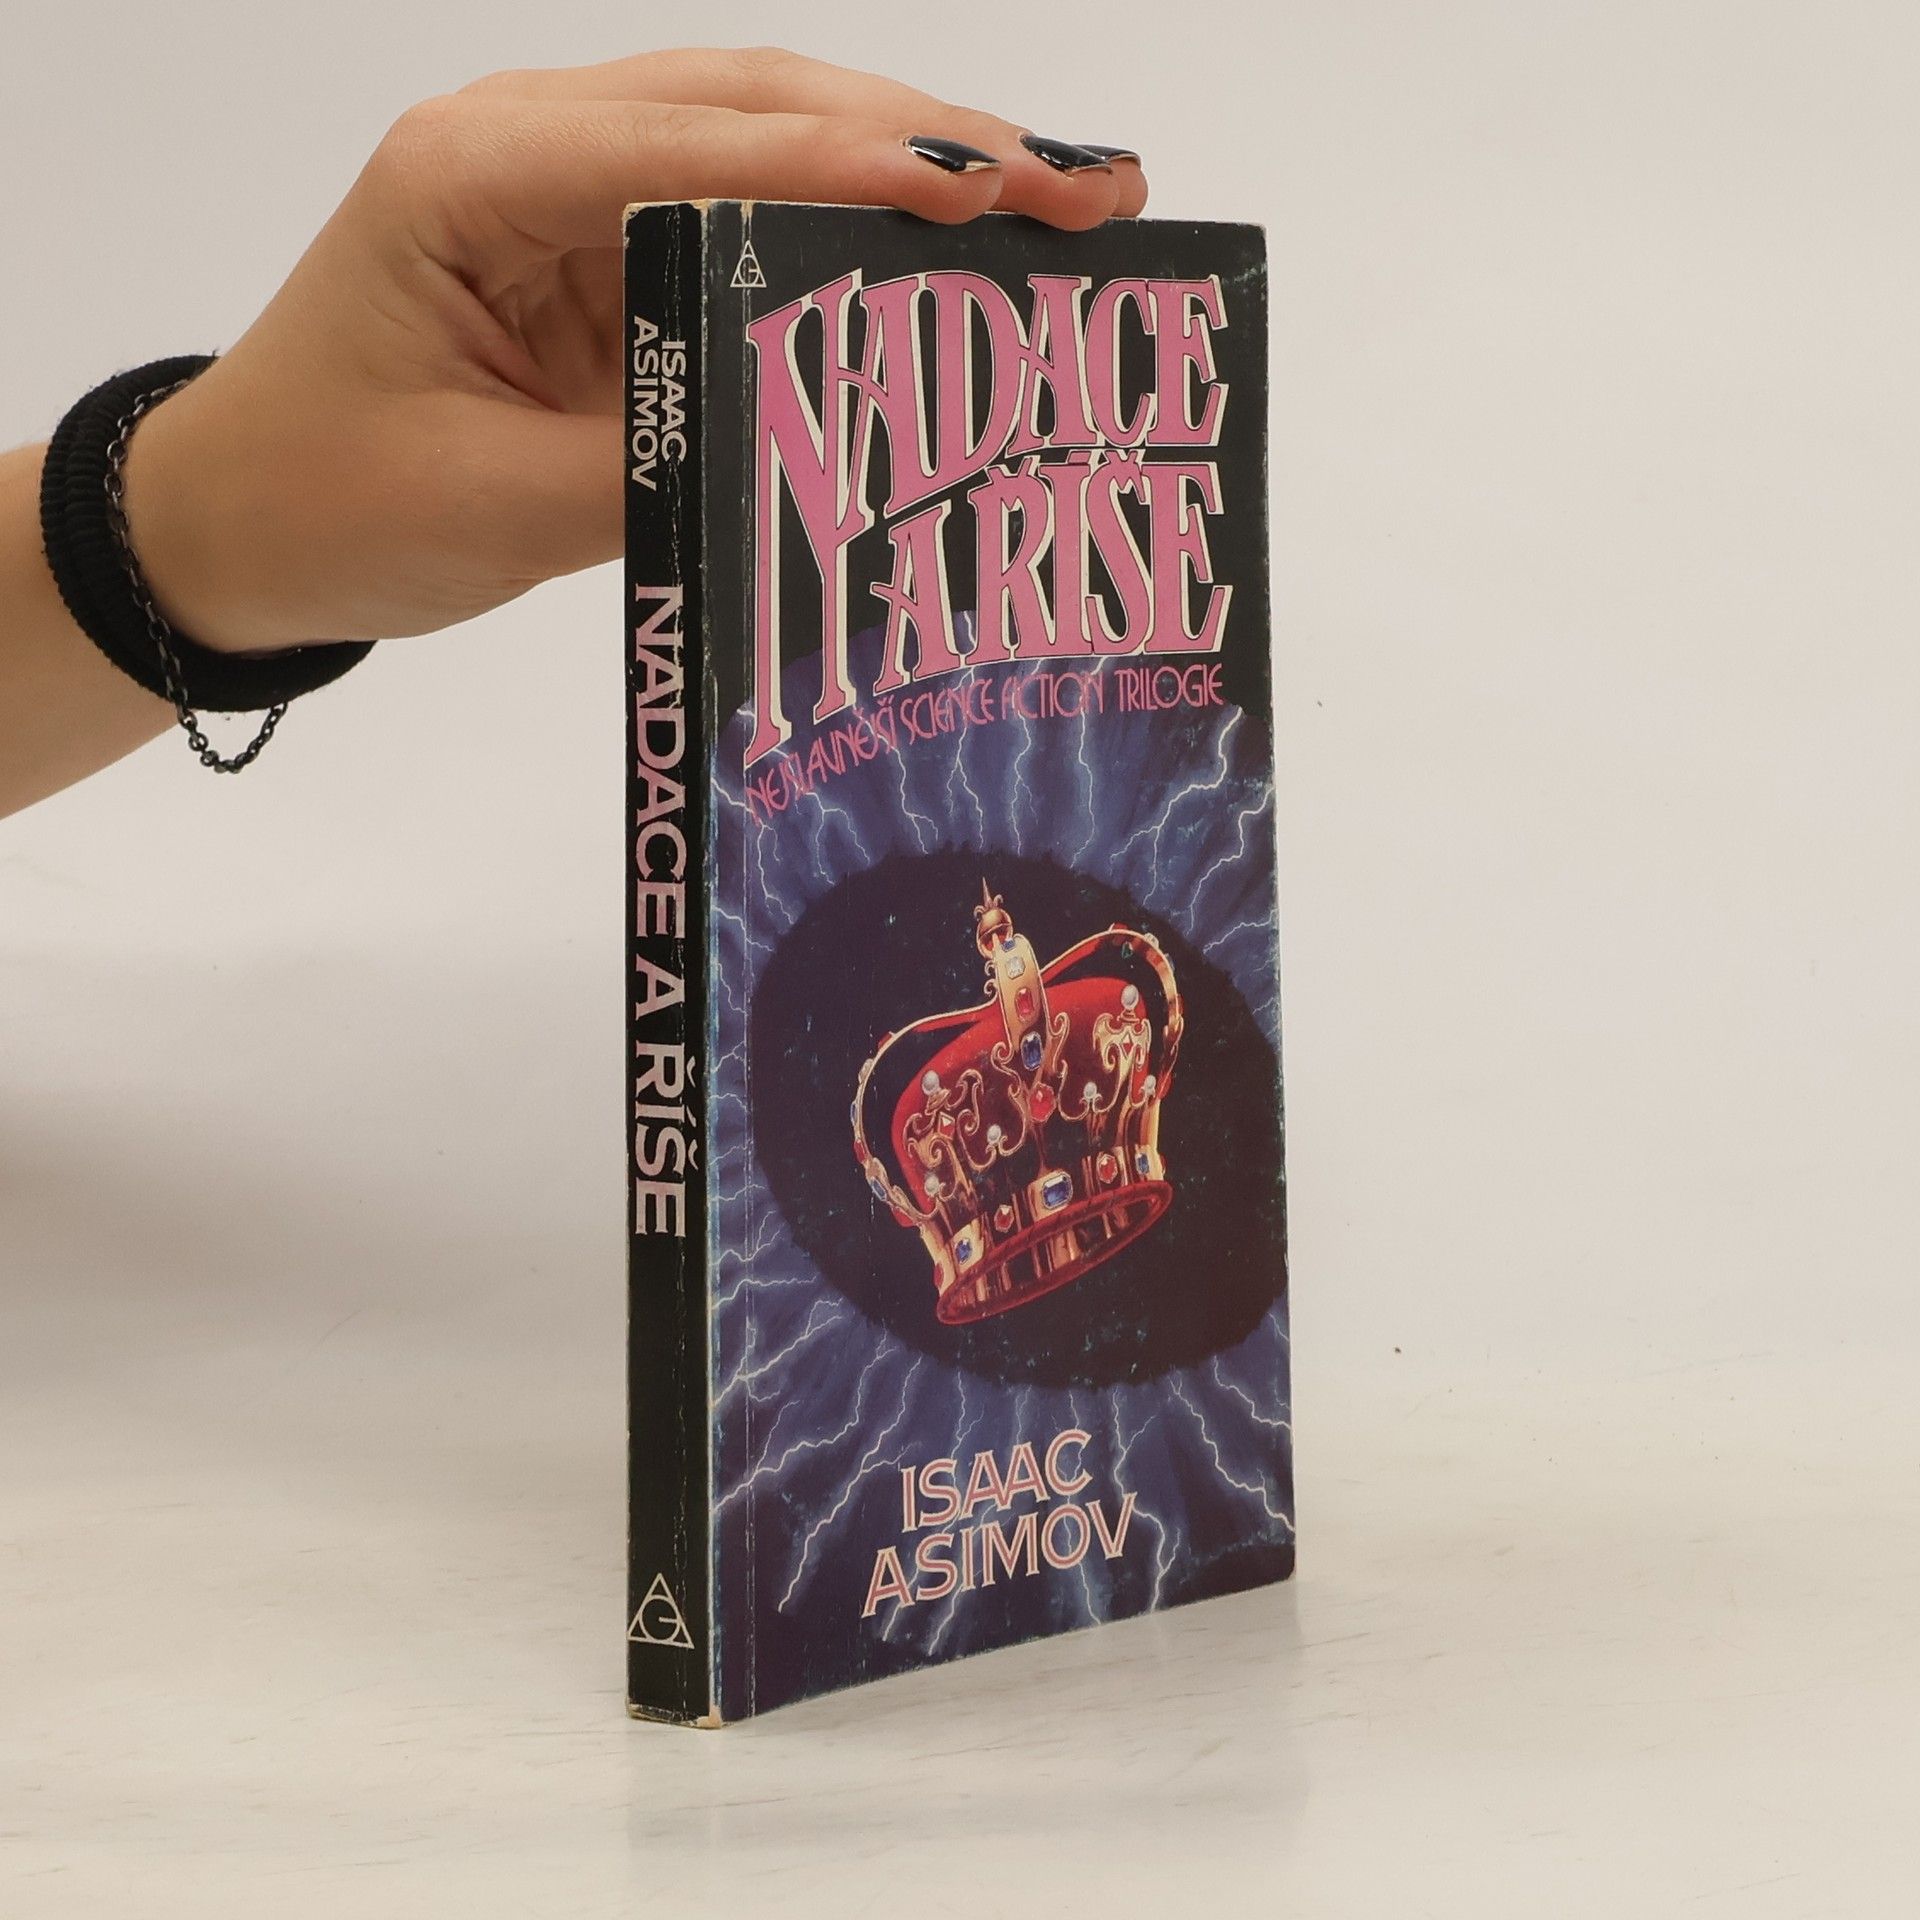 ISAAC
ASIMOV
NADACE A ŘÍŠE
NADACE
A ŘÍŠE
NEJSLAVNĚJŠÍ SCIENCE FICTION TRILOGIE
ISAAC
ASIMOV